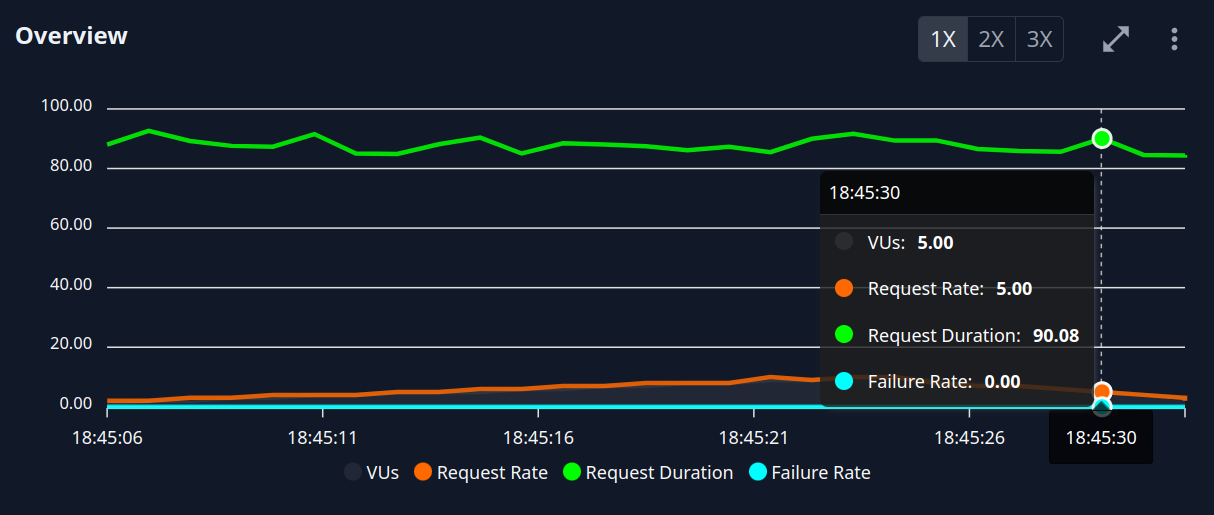 Overview
1X 2X 3X
100.00
80.00
60.00
40.00
20.00
0.00
18:45:30
VUs: 5.00
Request Rate: 5.00
Request Duration: 90.08
Failure Rate: 0.00
18:45:06 18:45:11 18:45:16 18:45:21 18:45:26 18:45:30
VUs Request Rate Request Duration Failure Rate